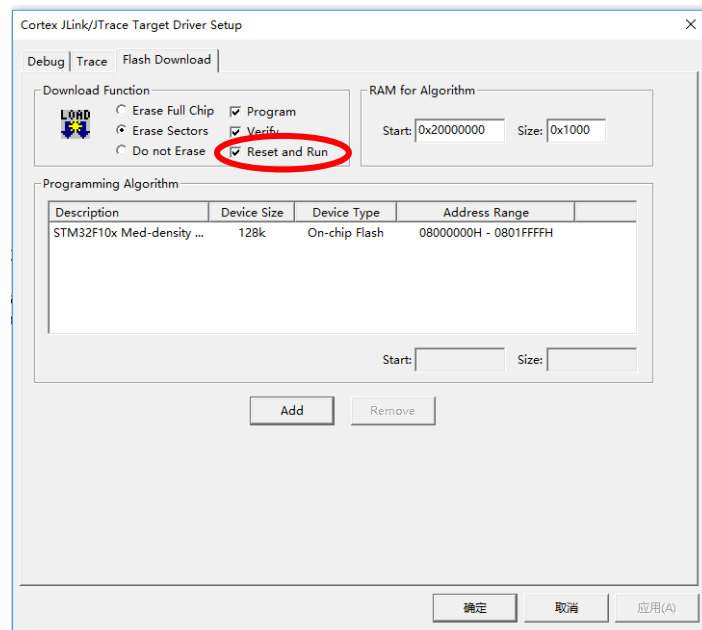 Cortex JLink/JTrace Target Driver Setup
Debug Trace Flash Download
Download Function
LOAD
Erase Full Chip
Program
Erase Sectors
Verify
Do not Erase
Reset and Run
RAM for Algorithm
Start: 0x20000000 Size: 0x1000
Programming Algorithm
Description Device Size Device Type Address Range
STM32F10x Med-density ... 128k On-chip Flash 08000000H - 0801FFFFH
Start: Size:
Add Remove
确定 取消 应用(A)